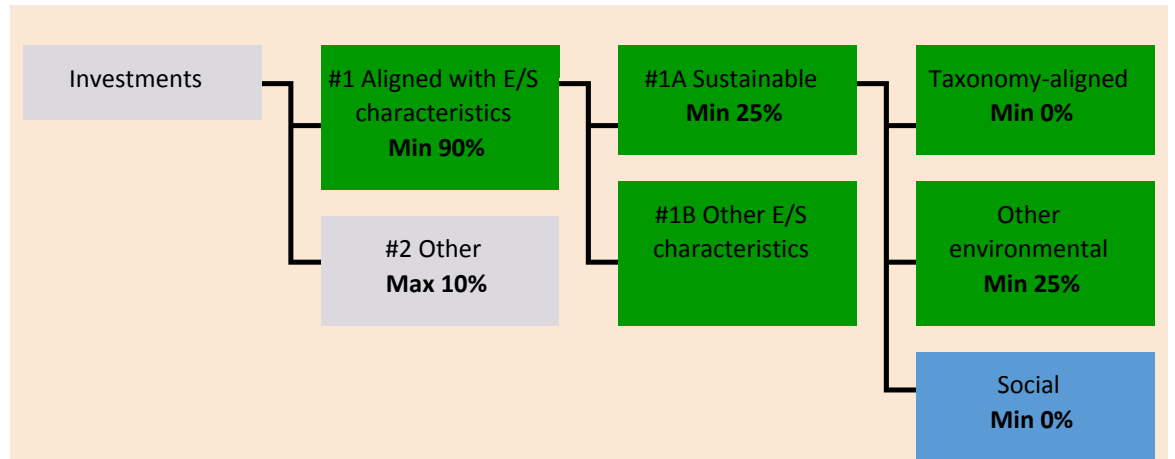 Investments
#1 Aligned with E/S
characteristics
Min 90%
#2 Other
Max 10%
#1A Sustainable
Min 25%
#1B Other E/S
characteristics
Taxonomy-aligned
Min 0%
Other
environmental
Min 25%
Social
Min 0%